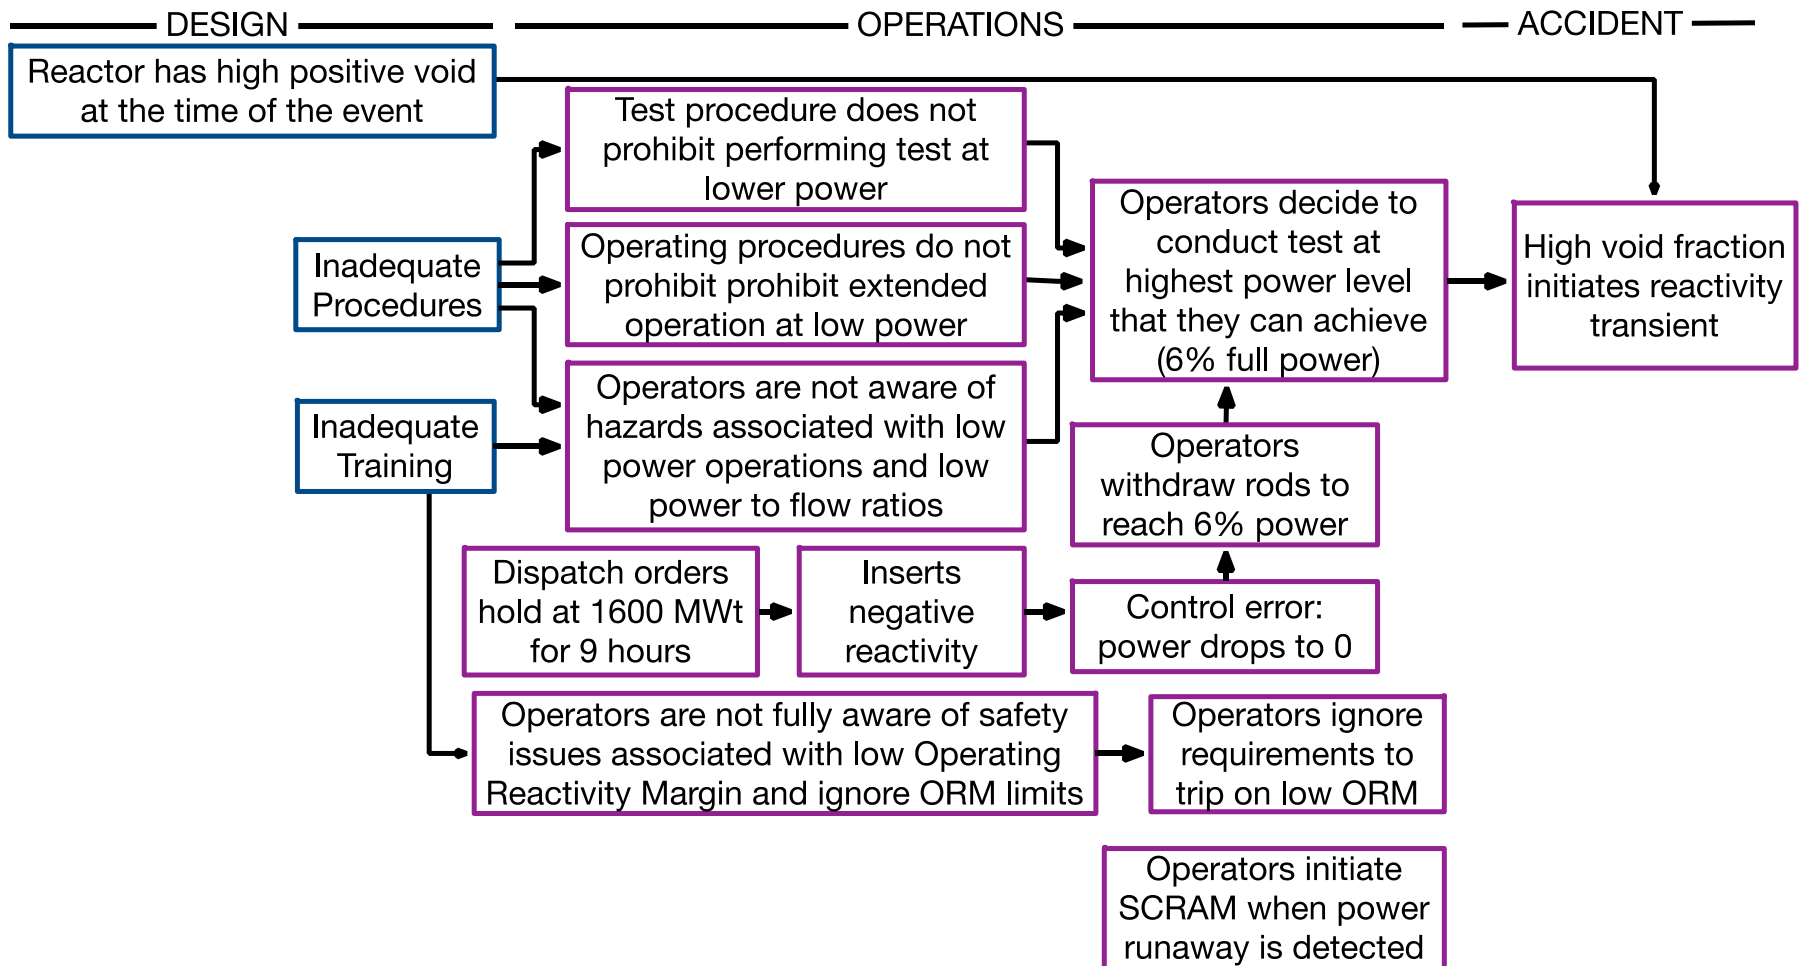 DESIGN
OPERATIONS
ACCIDENT
Reactor has high positive void
at the time of the event
Test procedure does not
prohibit performing test at
lower power
Inadequate
Procedures
Operating procedures do not
prohibit prohibit extended
operation at low power
Operators decide to
conduct test at
highest power level
that they can achieve
(6% full power)
High void fraction
initiates reactivity
transient
Inadequate
Training
Operators are not aware of
hazards associated with low
power operations and low
power to flow ratios
Operators
withdraw rods to
reach 6% power
Dispatch orders
hold at 1600 MWt
for 9 hours
Inserts
negative
reactivity
Control error:
power drops to 0
Operators are not fully aware of safety
issues associated with low Operating
Reactivity Margin and ignore ORM limits
Operators ignore
requirements to
trip on low ORM
Operators initiate
SCRAM when power
runaway is detected